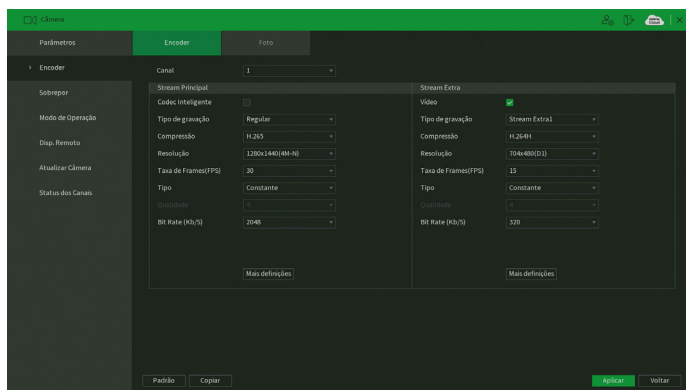 Câmera
Parâmetros
Encoder
Foto
> Encoder
Sobrepor
Modo de Operação
Disp. Remoto
Atualizar Câmera
Status dos Canais
Canal 1
Stream Principal
Codec Inteligente
Tipo de gravação Regular
Compressão H.265
Resolução 1280x1440(4M-N)
Taxa de Frames(FPS) 30
Tipo Constante
Qualidade 4
Bit Rate (Kb/S) 2048
Mais definições
Stream Extra
Vídeo
Tipo de gravação Stream Extra1
Compressão H.264H
Resolução 704x480(D1)
Taxa de Frames(FPS) 15
Tipo Constante
Qualidade 4
Bit Rate (Kb/S) 320
Mais definições
Padrão Copiar
Aplicar Voltar